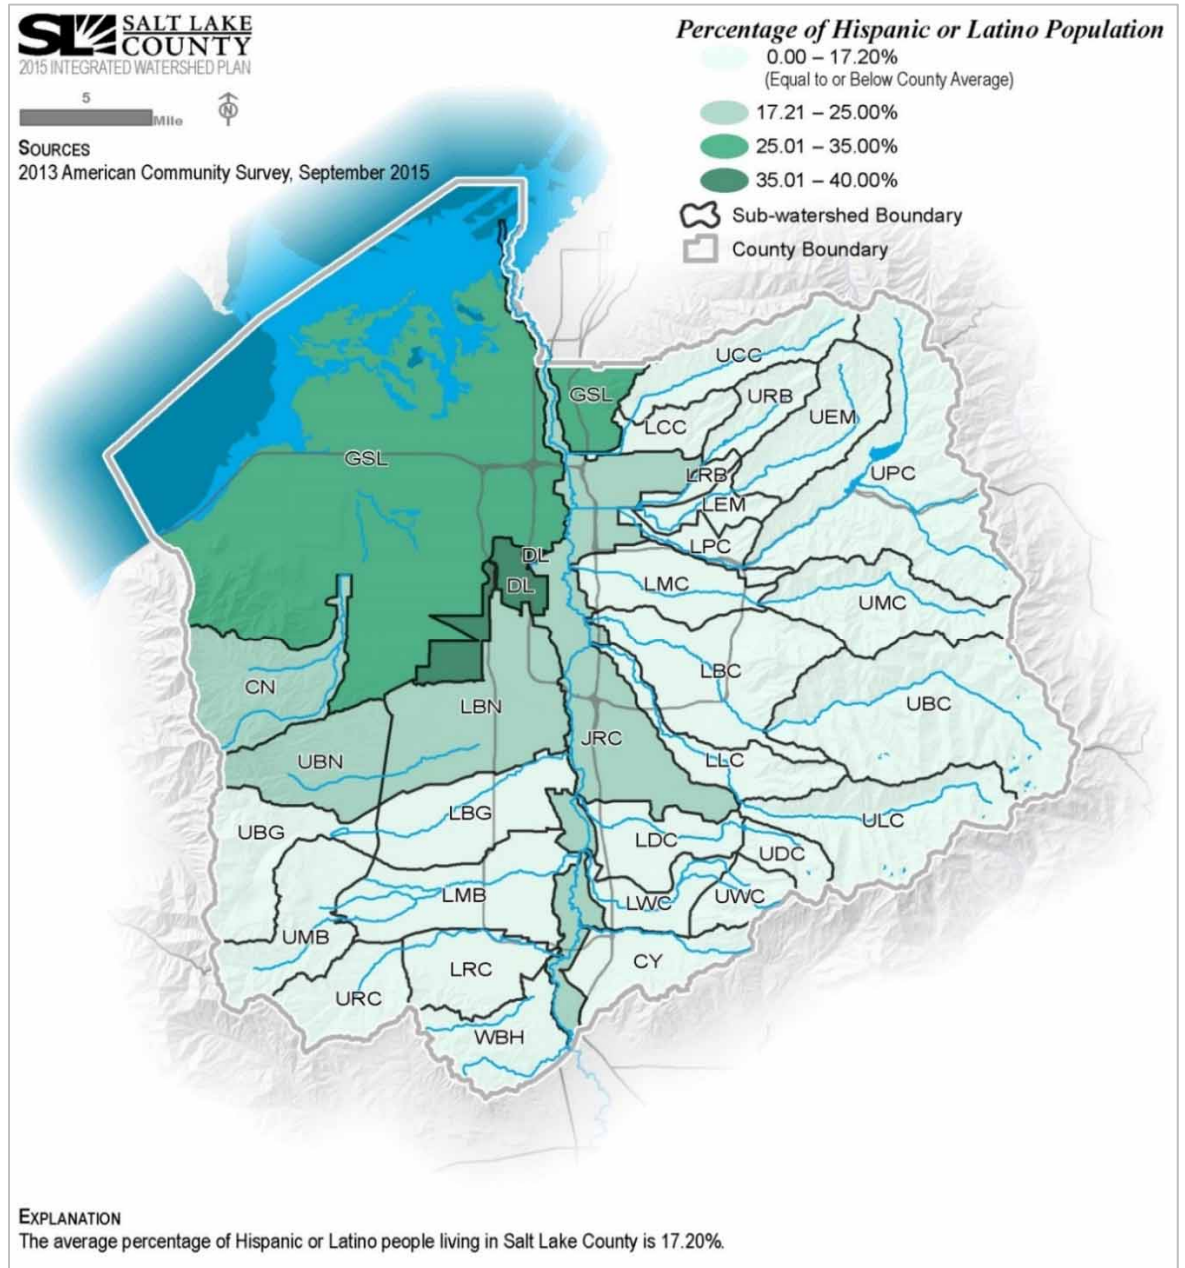 SL SALT LAKE
COUNTY
2015 INTEGRATED WATERSHED PLAN
5
Mile
N
SOURCES
2013 American Community Survey, September 2015
Percentage of Hispanic or Latino Population
0.00 – 17.20%
(Equal to or Below County Average)
17.21 – 25.00%
25.01 – 35.00%
35.01 – 40.00%
Sub-watershed Boundary
County Boundary
UCC
GSL
URB
LCC
UEM
GSL
UPC
LRB
LEM
LPC
DL
DL
LMC
UMC
CN
LBC
LBN
UBC
JRC
UBN
LLC
LBG
ULC
UBG
LDC
UDC
LMB
LWC
UWC
UMB
LRC
CY
URC
WBH
EXPLANATION
The average percentage of Hispanic or Latino people living in Salt Lake County is 17.20%.